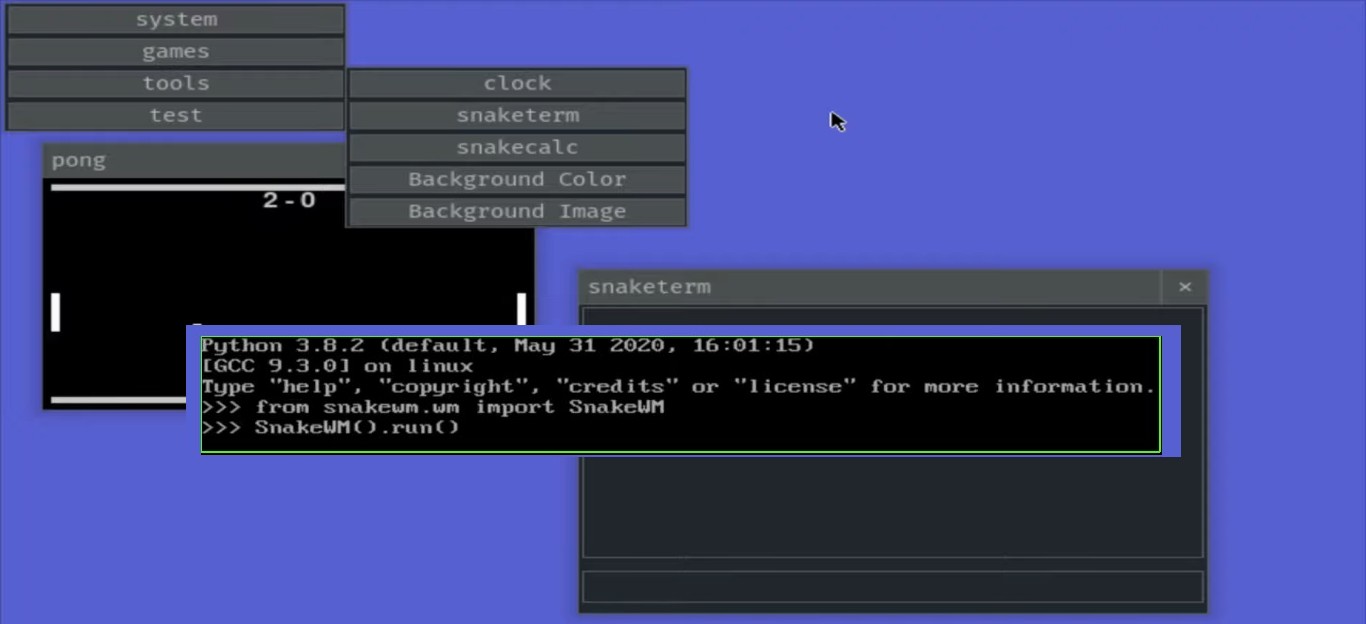 system
games
tools
test
clock
snaketerm
snakecalc
Background Color
Background Image
pong
2 - 0
snaketerm ×
Python 3.8.2 (default, May 31 2020, 16:01:15)
[GCC 9.3.0] on linux
Type "help", "copyright", "credits" or "license" for more information.
>>> from snakewm.wm import SnakeWM
>>> SnakeWM().run()